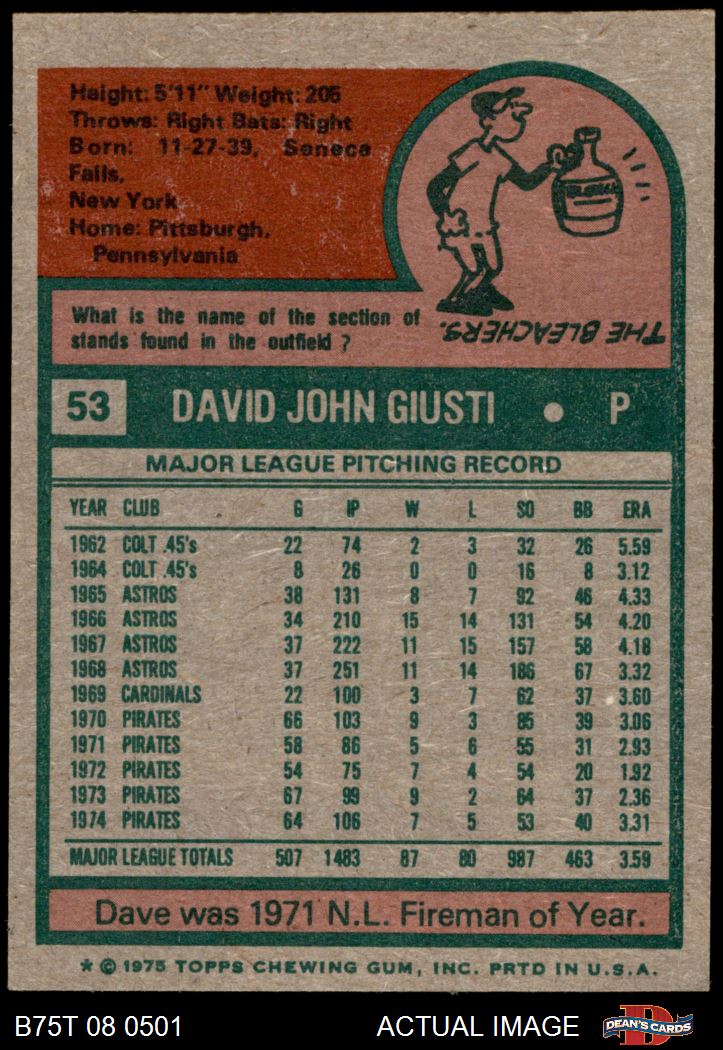 Height: 5'11" Weight: 205
Throws: Right Bats: Right
Born: 11-27-39, Seneca
Falls,
New York
Home: Pittsburgh,
Pennsylvania
THE BLEACHERS.
What is the name of the section of
stands found in the outfield ?
53 DAVID JOHN GIUSTI • P
MAJOR LEAGUE PITCHING RECORD
YEAR CLUB G IP W L SO BB ERA
1962 COLT .45's 22 74 2 3 32 26 5.59
1964 COLT .45's 8 26 0 0 16 8 3.12
1965 ASTROS 38 131 8 7 92 46 4.33
1966 ASTROS 34 210 15 14 131 54 4.20
1967 ASTROS 37 222 11 15 157 58 4.18
1968 ASTROS 37 251 11 14 186 67 3.32
1969 CARDINALS 22 100 3 7 62 37 3.60
1970 PIRATES 66 103 9 3 85 39 3.06
1971 PIRATES 58 86 5 6 55 31 2.93
1972 PIRATES 54 75 7 4 54 20 1.92
1973 PIRATES 67 99 9 2 64 37 2.36
1974 PIRATES 64 106 7 5 53 40 3.31
MAJOR LEAGUE TOTALS 507 1483 87 80 987 463 3.59
Dave was 1971 N.L. Fireman of Year.
* © 1975 TOPPS CHEWING GUM, INC. PRTD IN U.S.A.
B75T 08 0501 ACTUAL IMAGE D DEAN'S CARDS